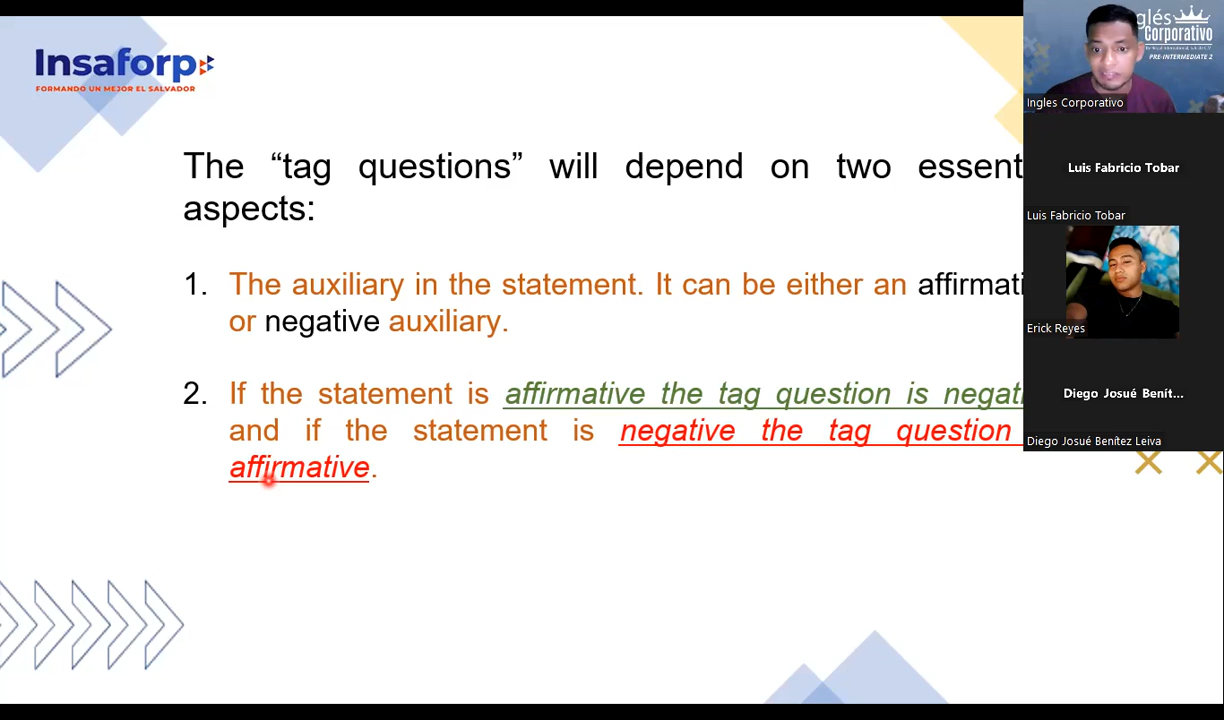 Insaforp
FORMANDO UN MEJOR EL SALVADOR
The “tag questions” will depend on two essent
aspects:
1. The auxiliary in the statement. It can be either an affirmati
or negative auxiliary.
2. If the statement is affirmative the tag question is negati
and if the statement is negative the tag question
affirmative.
glés
Corporativo
PRE-INTERMEDIATE 2
Ingles Corporativo
Luis Fabricio Tobar
Luis Fabricio Tobar
Erick Reyes
Diego Josué Benít...
Diego Josué Benítez Leiva